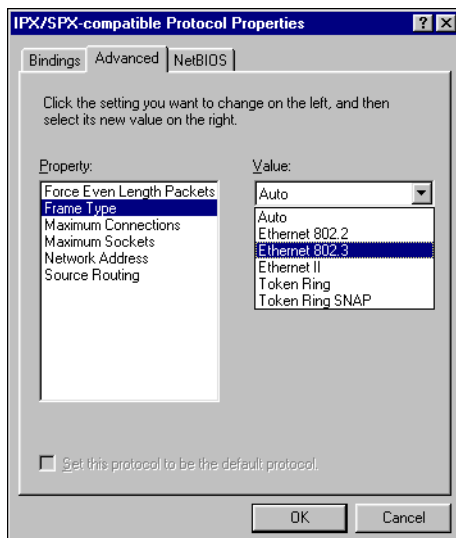 IPX/SPX-compatible Protocol Properties
Bindings
Advanced
NetBIOS
Click the setting you want to change on the left, and then
select its new value on the right.
Property:
Force Even Length Packets
Frame Type
Maximum Connections
Maximum Sockets
Network Address
Source Routing
Value:
Auto
Auto
Ethernet 802.2
Ethernet 802.3
Ethernet II
Token Ring
Token Ring SNAP
Set this protocol to be the default protocol.
OK
Cancel